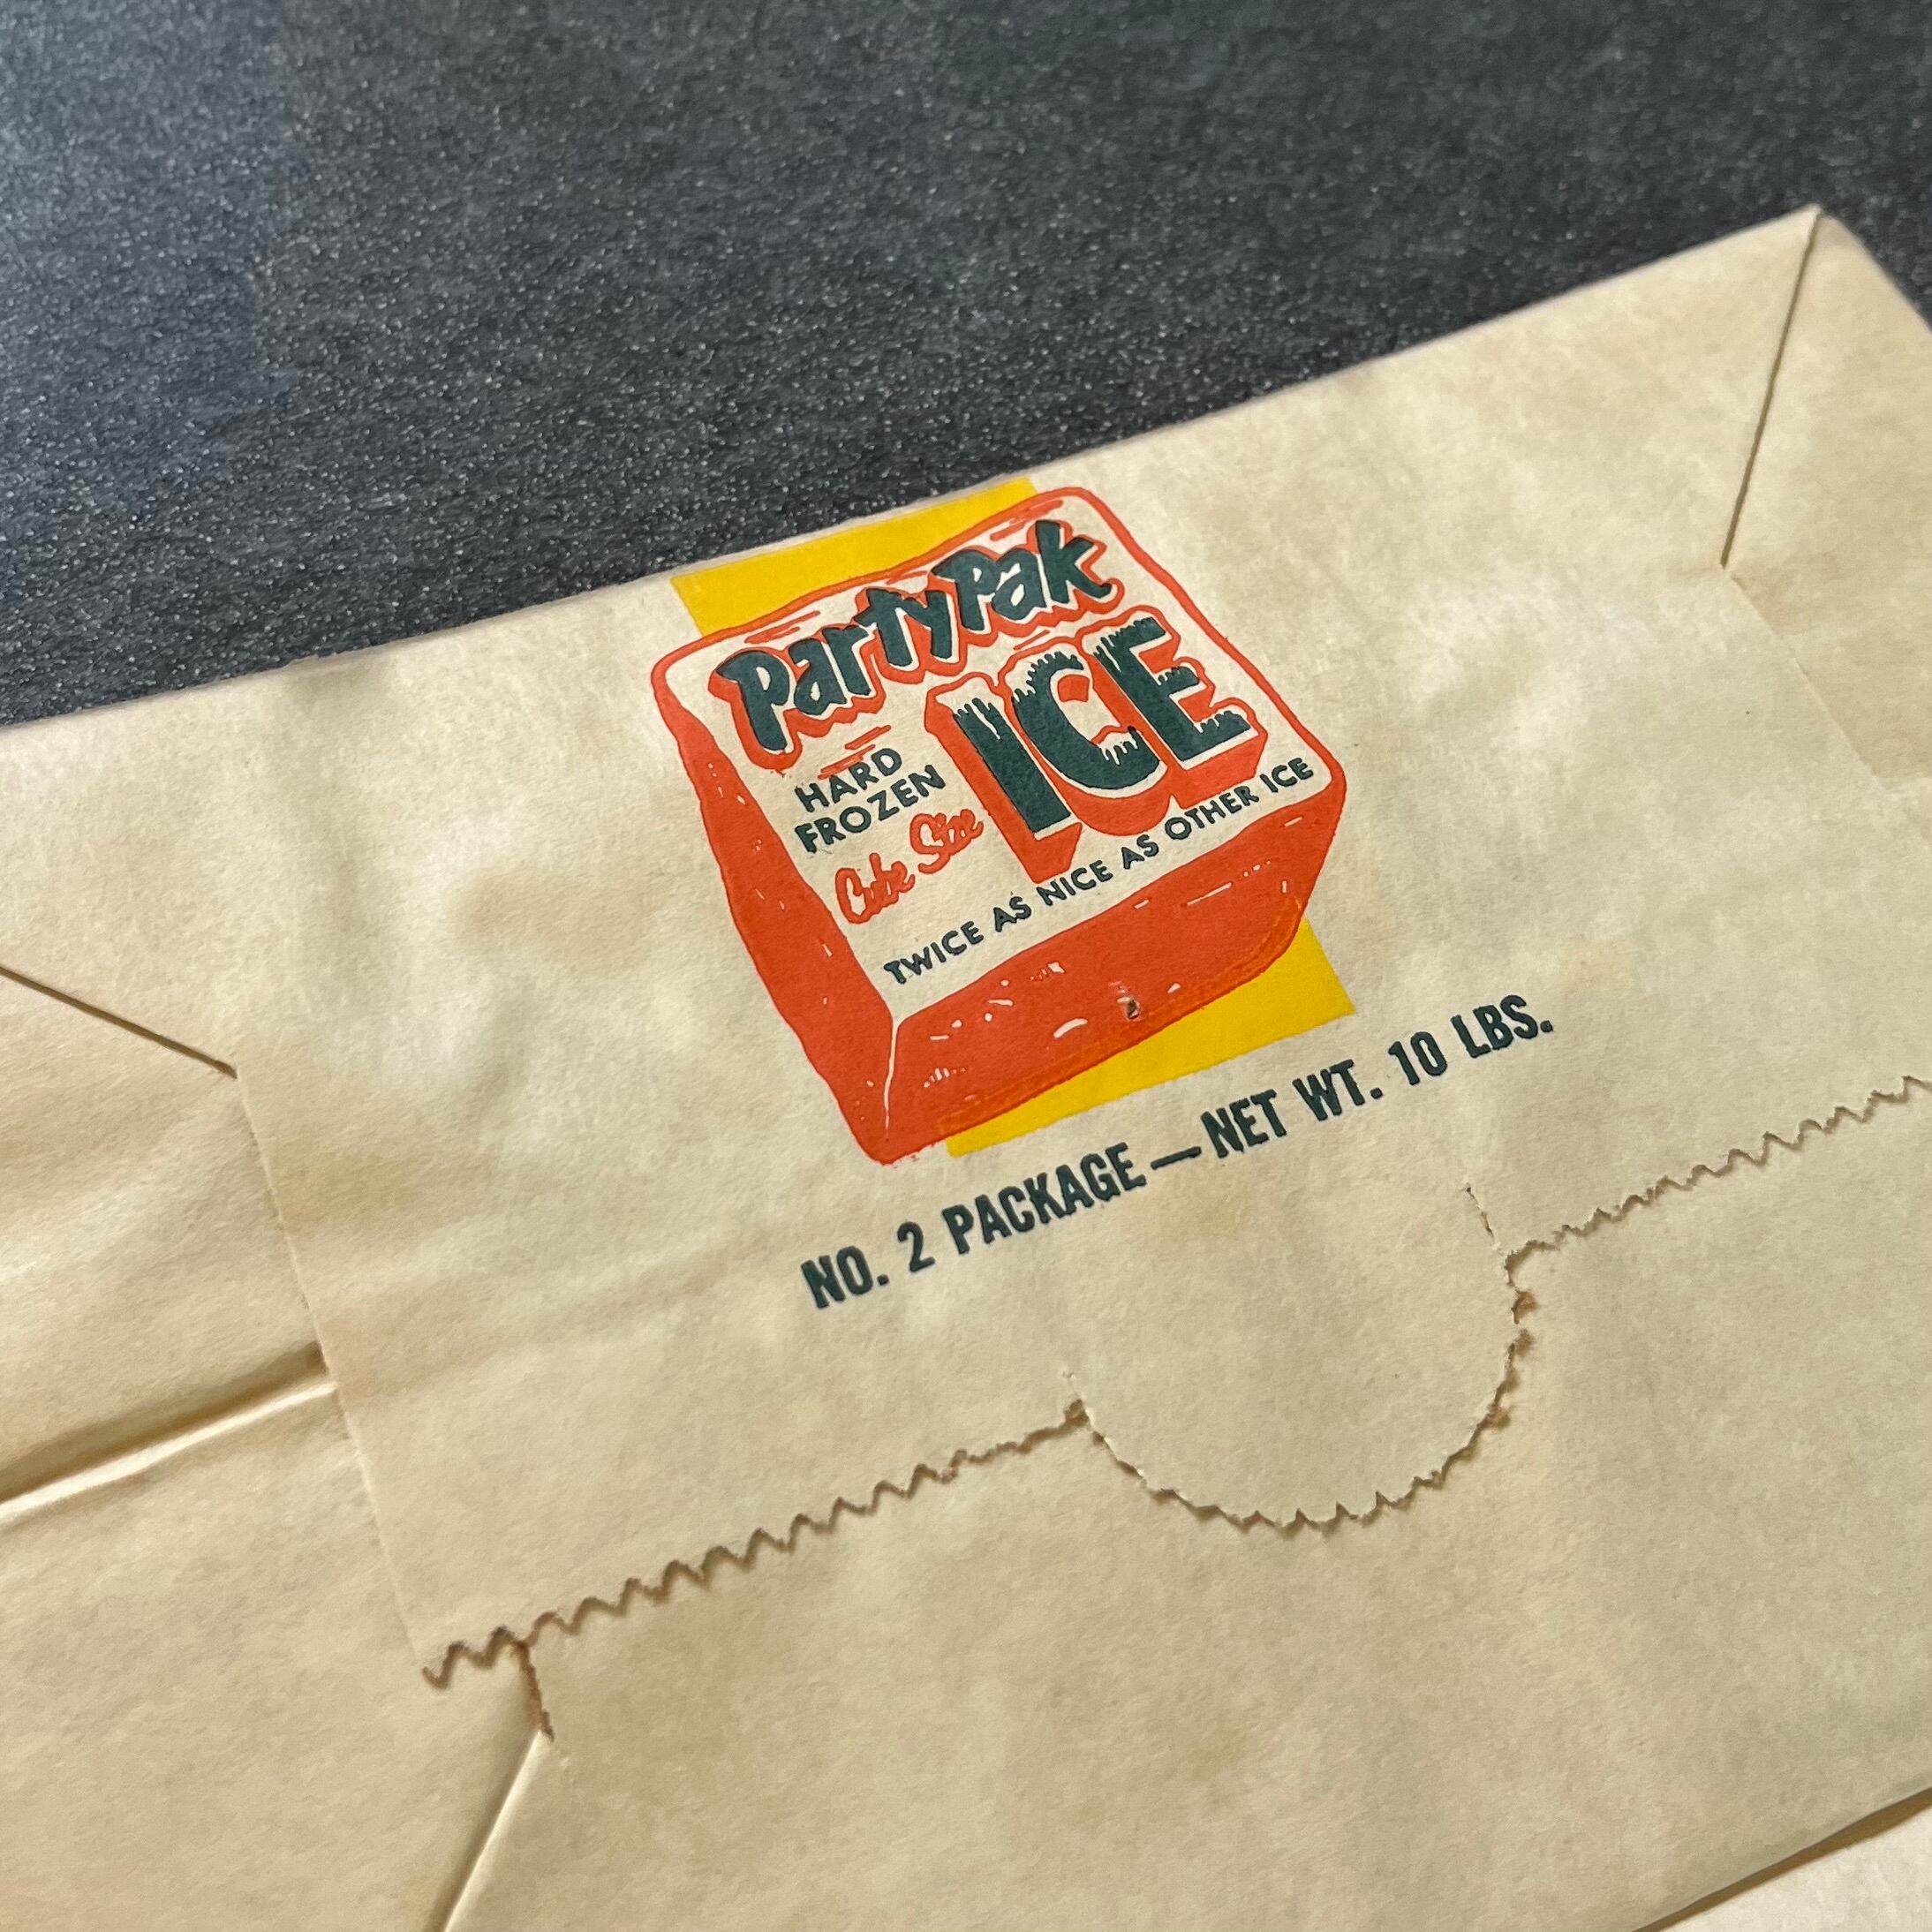 PartyPak
ICE
HARD
FROZEN
Cube Size
TWICE AS NICE AS OTHER ICE
NO. 2 PACKAGE — NET WT. 10 LBS.